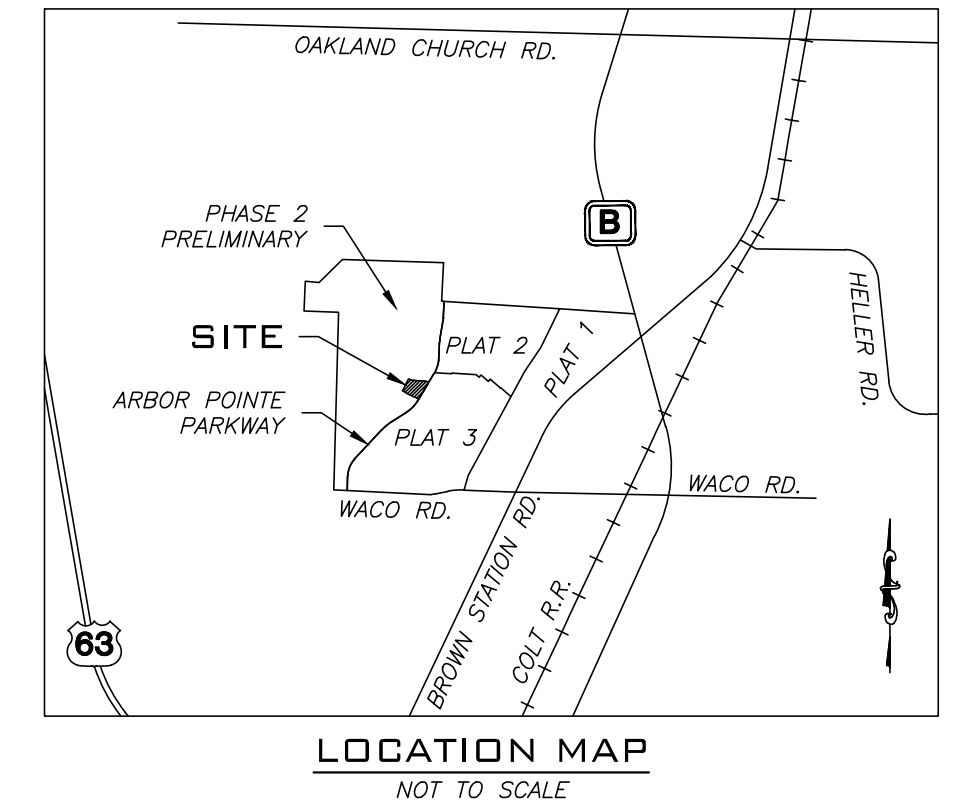 OAKLAND CHURCH RD.
PHASE 2
PRELIMINARY
B
HELLER RD.
SITE
PLAT 2
PLAT 1
ARBOR POINTE
PARKWAY
PLAT 3
WACO RD.
WACO RD.
BROWN STATION RD.
COLT R.R.
63
LOCATION MAP
NOT TO SCALE